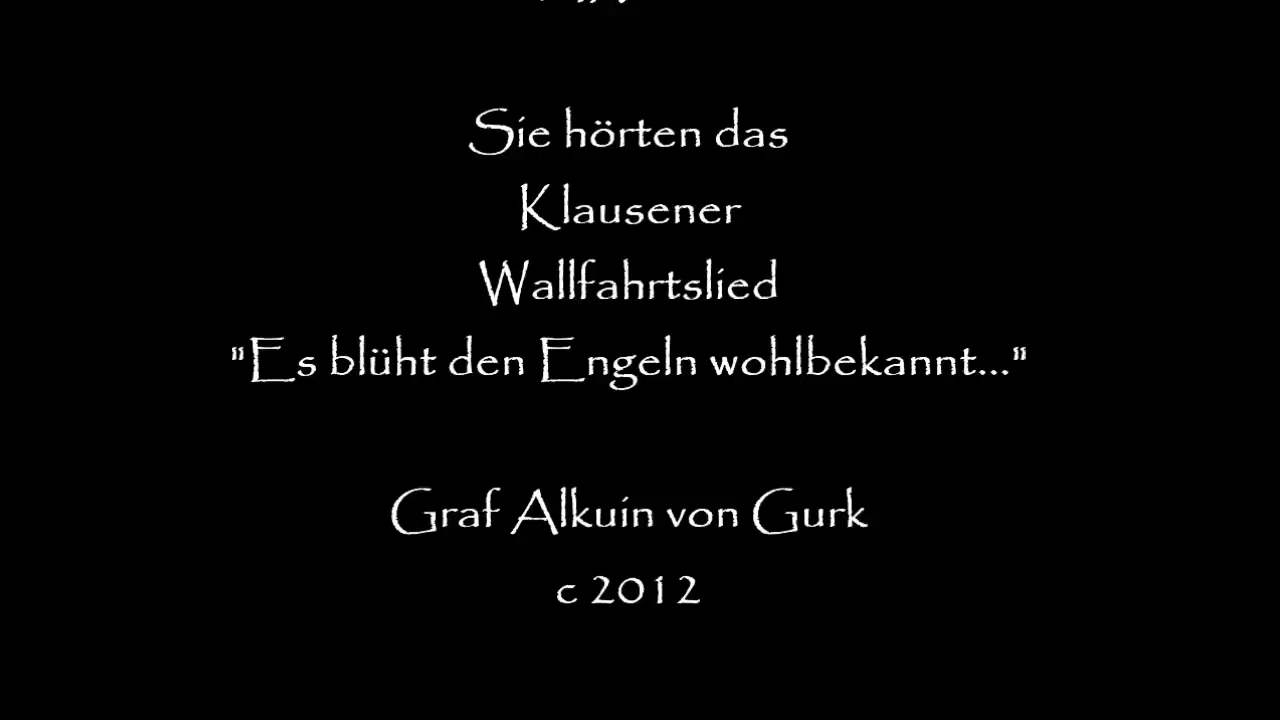 Sie hörten das
Klausener
Wallfahrtslied
"Es blüht den Engeln wohlbekannt..."
Graf Alkuin von Gurk
c 2012